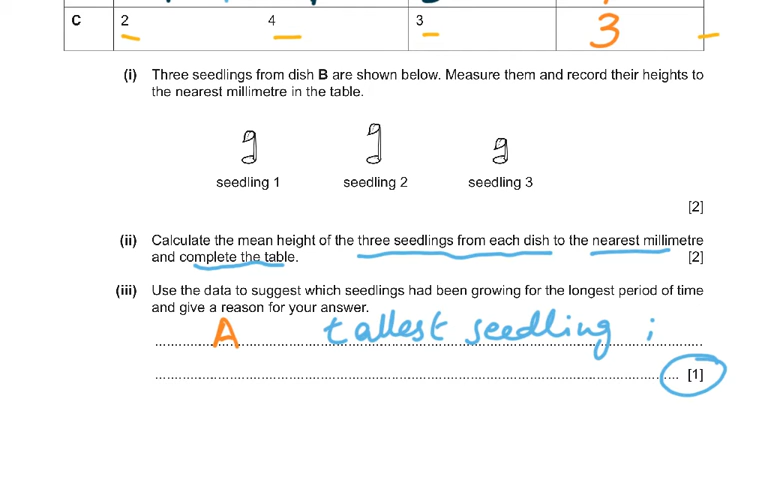 C 2 4 3 3
(i) Three seedlings from dish B are shown below. Measure them and record their heights to
the nearest millimetre in the table.
seedling 1 seedling 2 seedling 3
[2]
(ii) Calculate the mean height of the three seedlings from each dish to the nearest millimetre
and complete the table. [2]
(iii) Use the data to suggest which seedlings had been growing for the longest period of time
and give a reason for your answer.
A tallest seedling ;
[1]